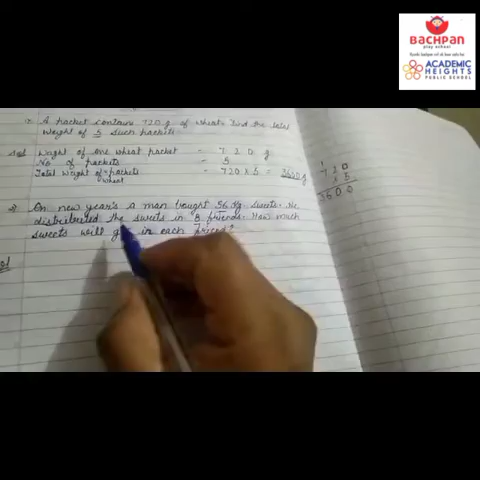 BACHPAN
play school
ACADEMIC
HEIGHTS
PUBLIC SCHOOL
A packet contains 720 g of wheat. Find the total
weight of 5 such packets
Weight of one wheat packet = 720 g
No of packets = 5
Total weight of packets = 720 x 5 = 3600 g
wheat
1
720
x 5
3600
On new year's a man bought 56 kg sweets. He
distributed the sweets in 8 friends. How much
sweets will in each friend?